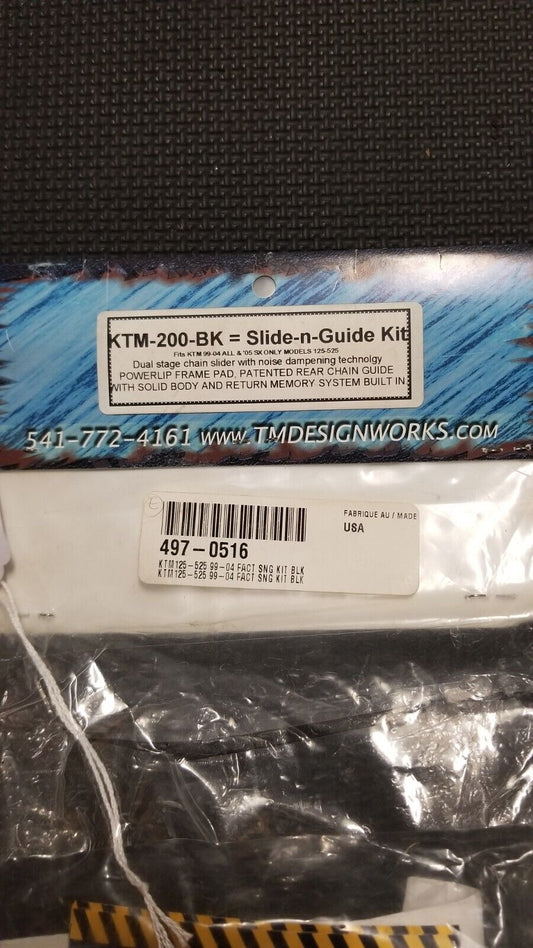 KTM-200-BK = Slide-n-Guide Kit
Fits KTM 99-04 ALL & '05 SX ONLY MODELS 125-525
Dual stage chain slider with noise dampening technolgy
POWERLIP FRAME PAD, PATENTED REAR CHAIN GUIDE
WITH SOLID BODY AND RETURN MEMORY SYSTEM BUILT IN
541-772-4161 WWW.TMDESIGNWORKS.COM
FABRIQUE AU / MADE
USA
497-0516
KTM125-525 99-04 FACT SNG KIT BLK
KTM125-525 99-04 FACT SNG KIT BLK